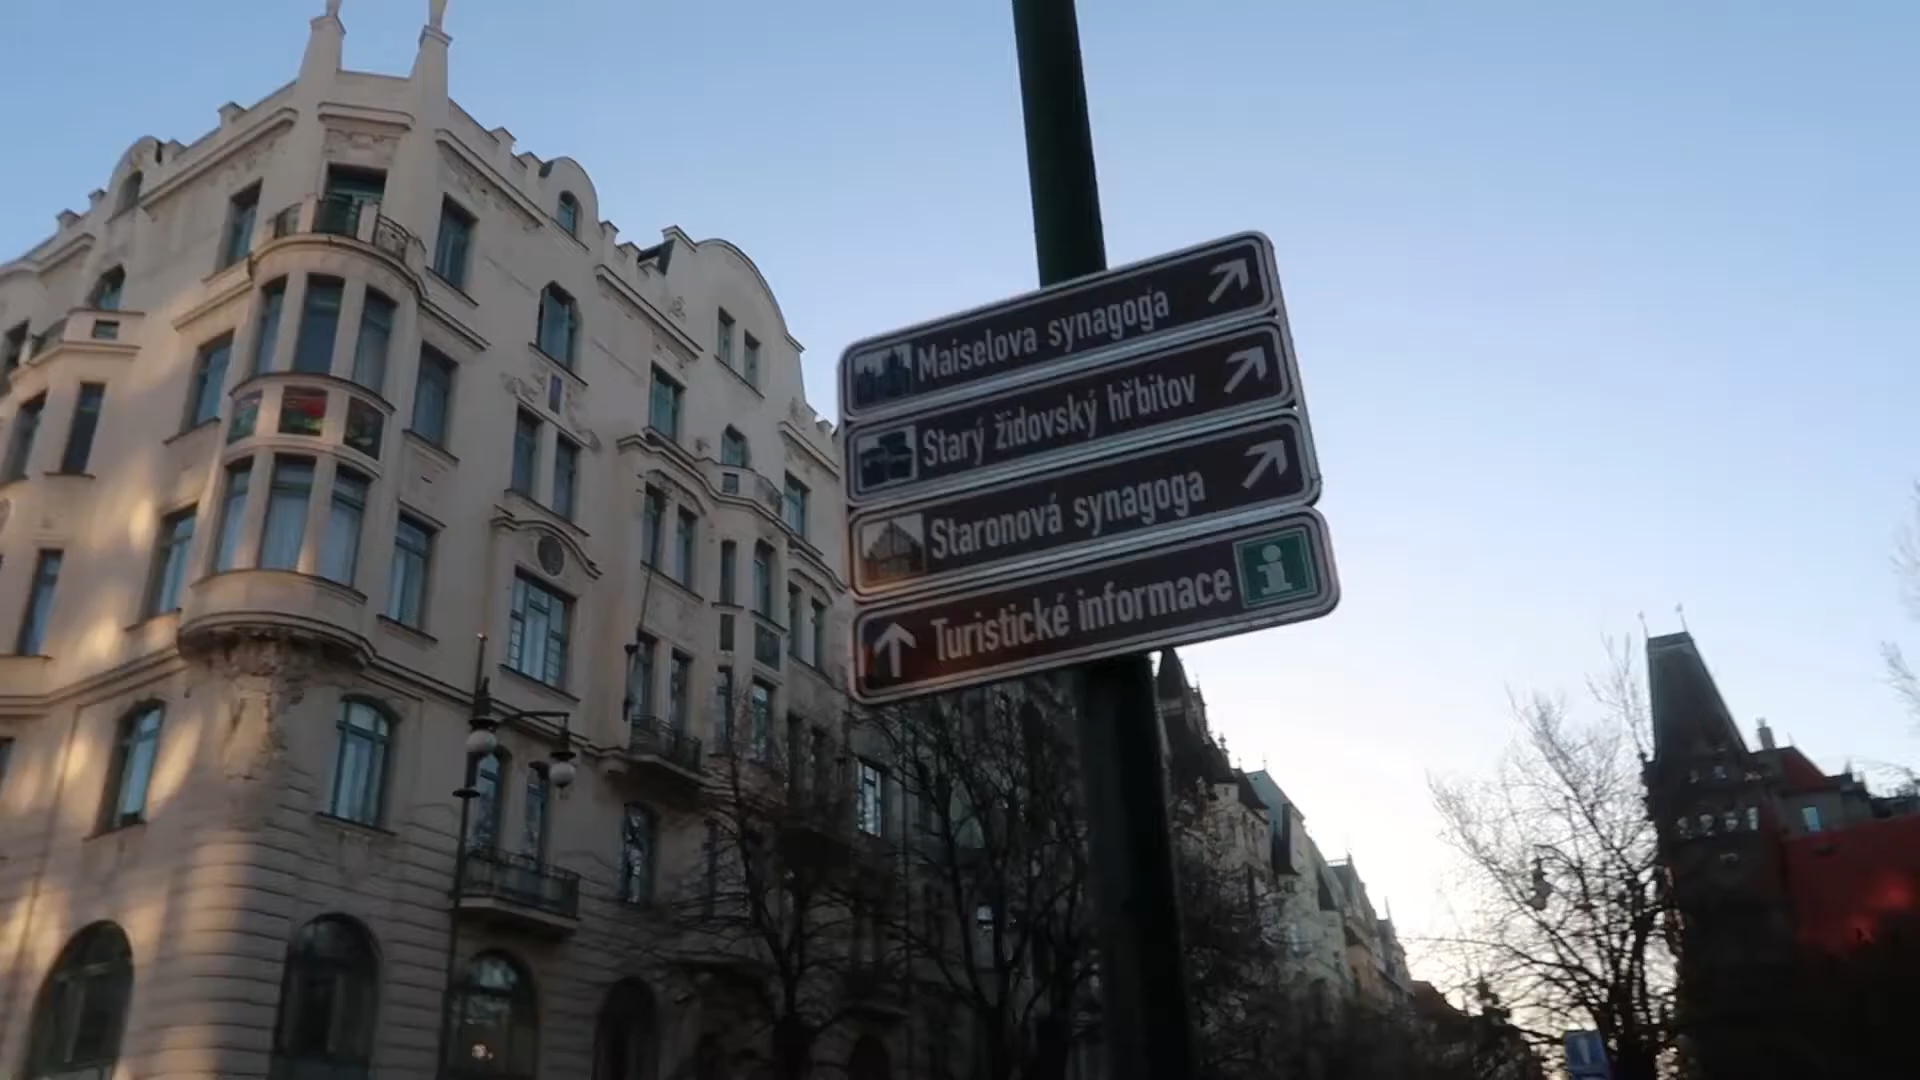 Maiselova synagoga
Starý židovský hřbitov
Staronová synagoga
Turistické informace i